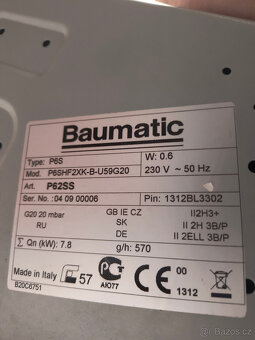 Baumatic
Type: P6S W: 0.6
Mod. P6SHF2XK-B-U59G20 230 V ~ 50 Hz
Art. P62SS
Ser. No.: 04 09 00006 Pin: 1312BL3302
G20 20 mbar GB IE CZ II2H3+
RU SK II 2H 3B/P
DE II 2ELL 3B/P
Σ Qn (kW): 7.8 g/h: 570
Made in Italy 57 АЮ77 CE 00
1312
B20C6751
Sbazar.cz